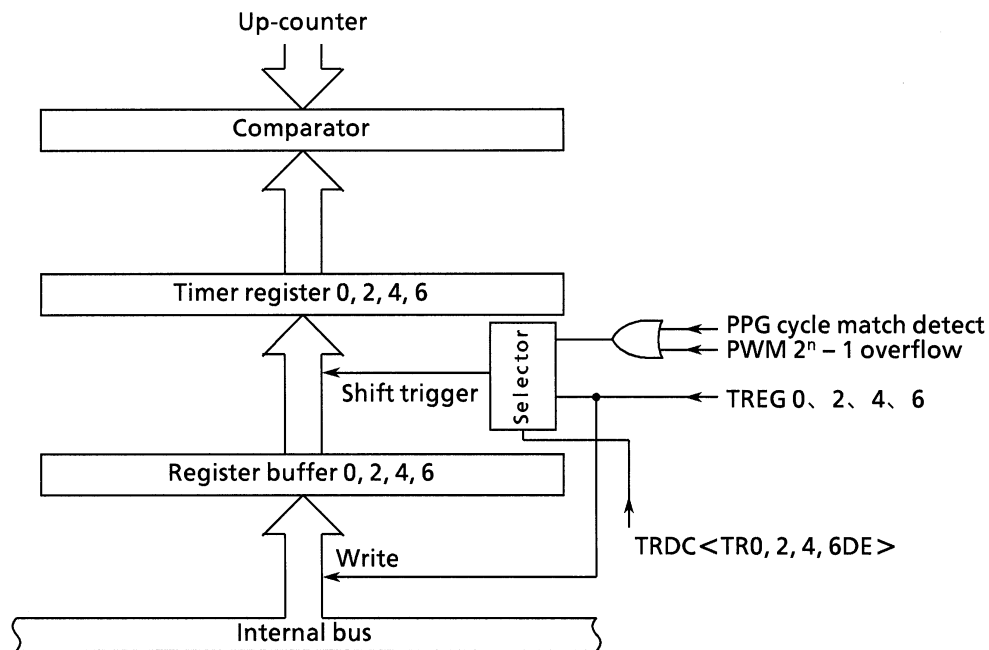 Up-counter
Comparator
Timer register 0, 2, 4, 6
Selector
PPG cycle match detect
PWM 2ⁿ – 1 overflow
Shift trigger
TREG 0、2、4、6
Register buffer 0, 2, 4, 6
TRDC<TR0, 2, 4, 6DE>
Write
Internal bus